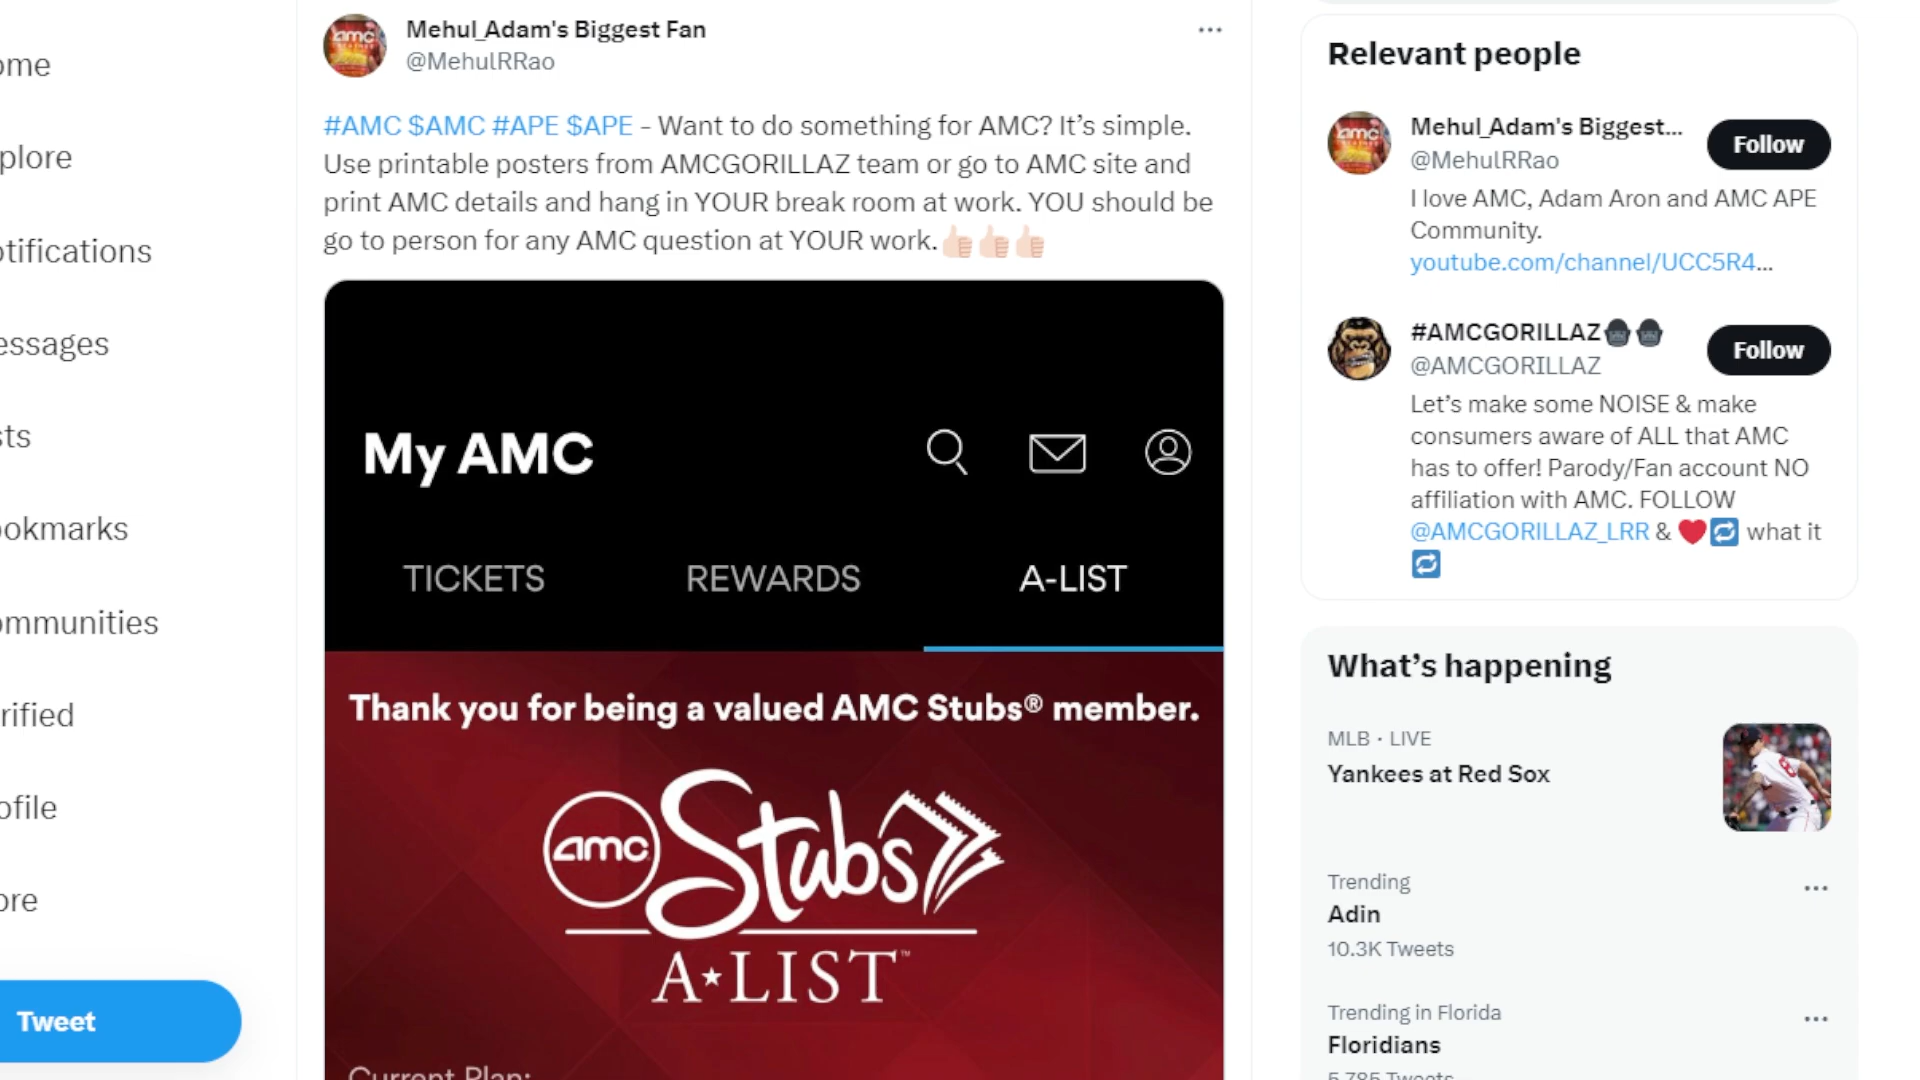 ome
plore
otifications
essages
sts
ookmarks
ommunities
rified
ofile
ore
Tweet
Mehul_Adam's Biggest Fan
@MehulRRao
#AMC $AMC #APE $APE – Want to do something for AMC? It’s simple.
Use printable posters from AMCGORILLAZ team or go to AMC site and
print AMC details and hang in YOUR break room at work. YOU should be
go to person for any AMC question at YOUR work.👍🏻👍🏻👍🏻
My AMC
TICKETS REWARDS A-LIST
Thank you for being a valued AMC Stubs® member.
amc Stubs
A★LIST™
Current Plan:
Relevant people
Mehul_Adam's Biggest...
@MehulRRao
Follow
I love AMC, Adam Aron and AMC APE
Community.
youtube.com/channel/UCC5R4...
#AMCGORILLAZ
@AMCGORILLAZ
Follow
Let’s make some NOISE & make
consumers aware of ALL that AMC
has to offer! Parody/Fan account NO
affiliation with AMC. FOLLOW
@AMCGORILLAZ_LRR & ❤️🔁 what it
🔁
What’s happening
MLB · LIVE
Yankees at Red Sox
Trending
Adin
10.3K Tweets
Trending in Florida
Floridians
5,785 Tweets